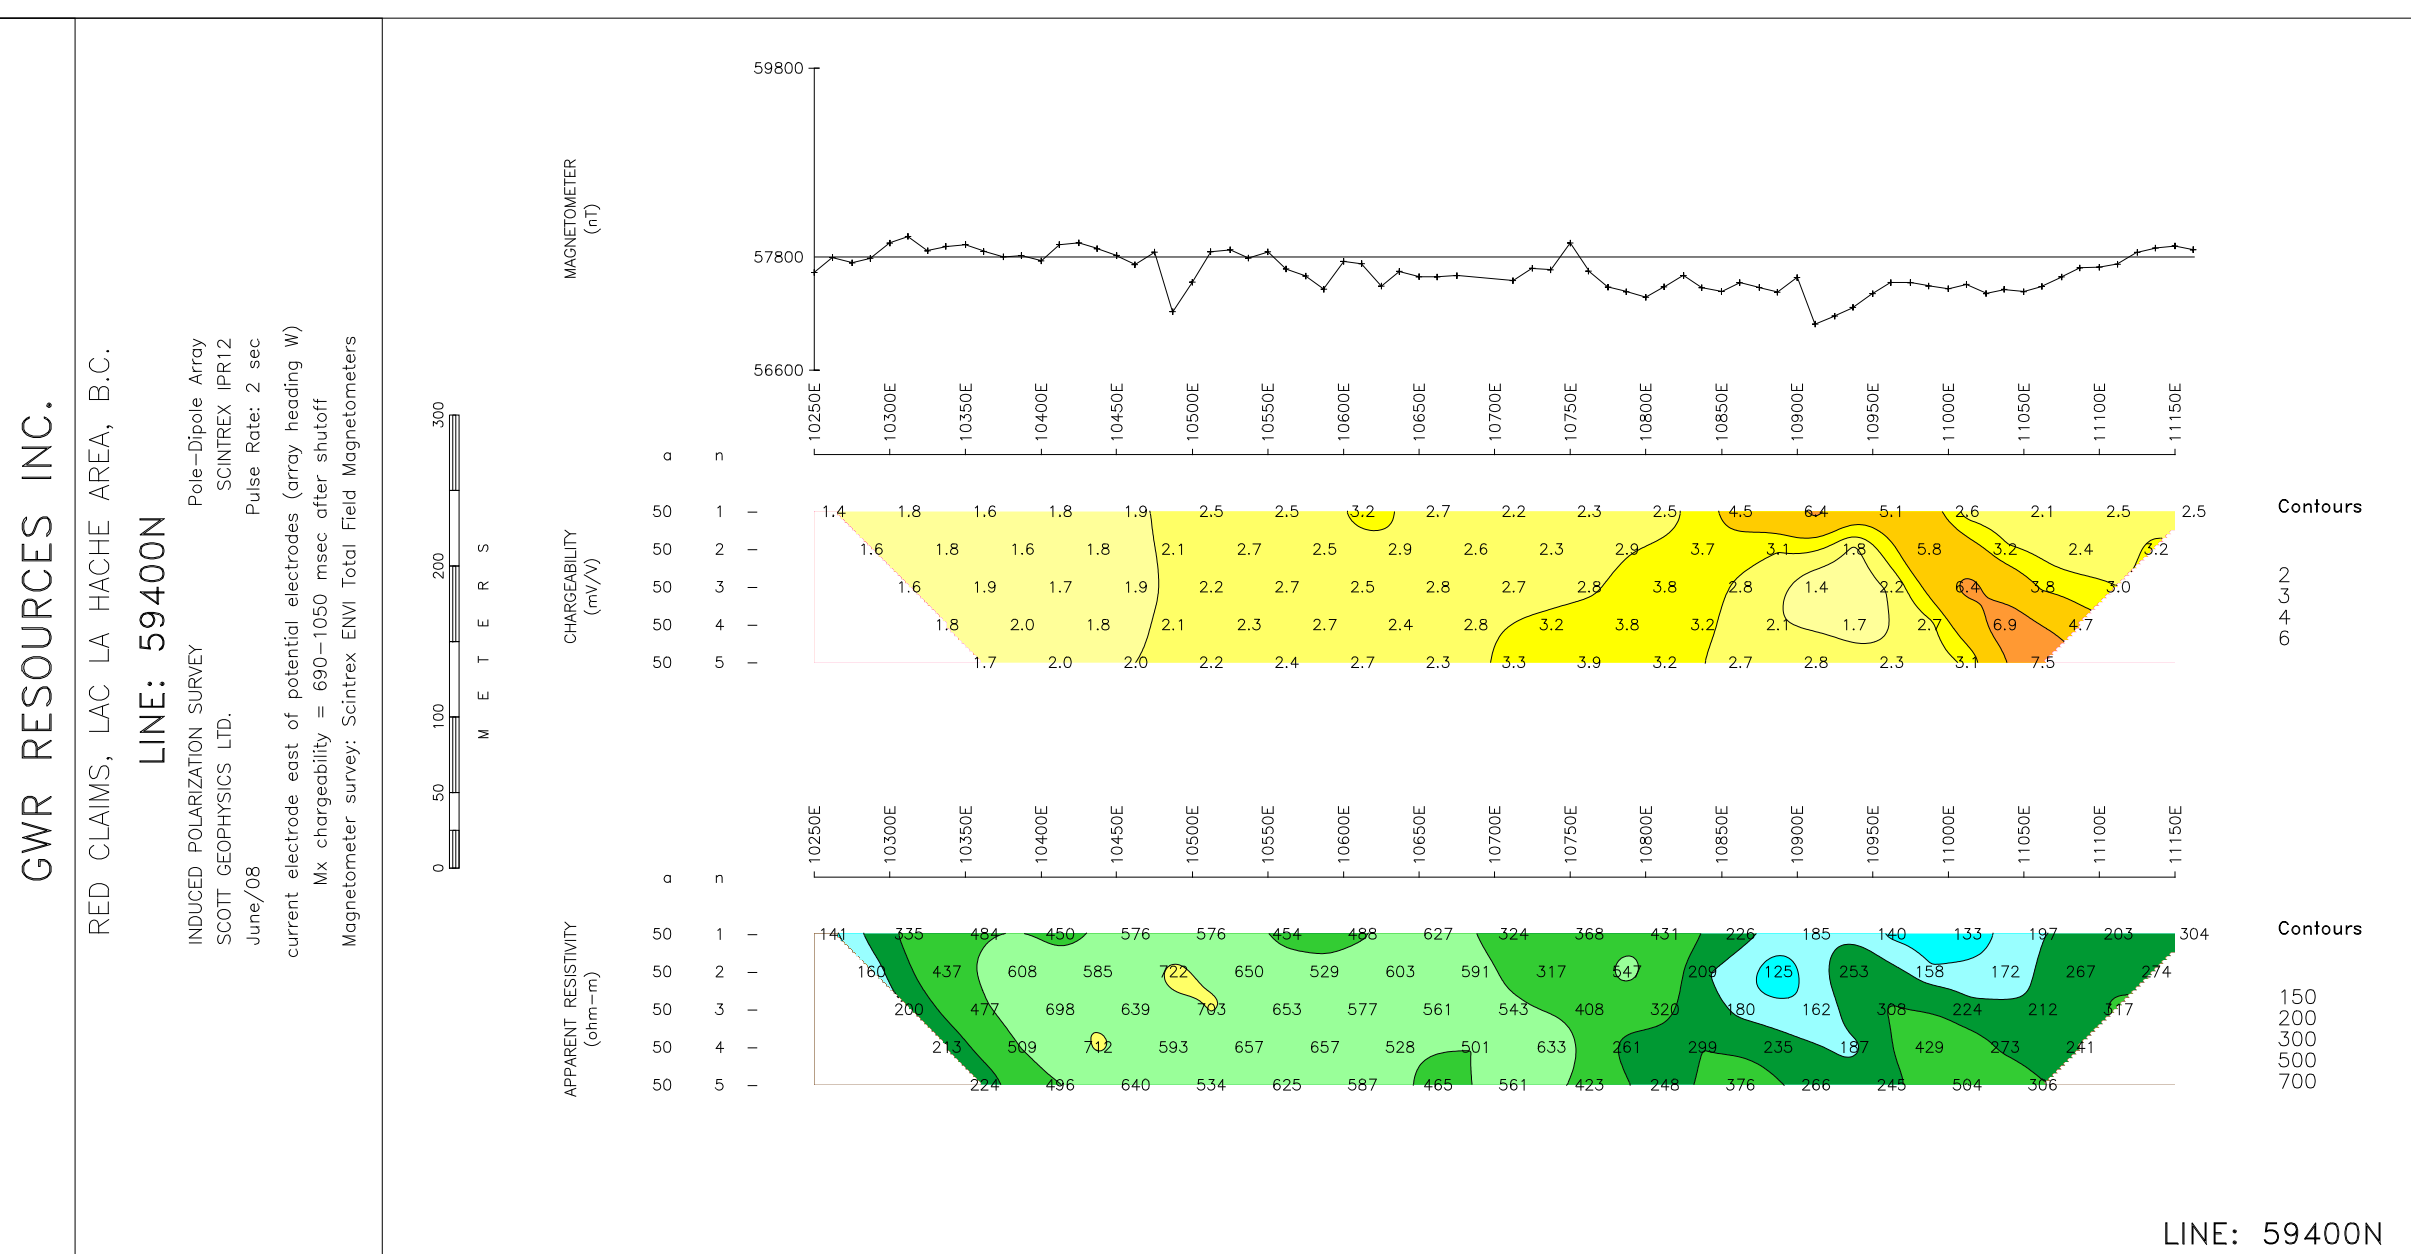 GWR RESOURCES INC.
RED CLAIMS, LAC LA HACHE AREA, B.C.
LINE: 59400N
INDUCED POLARIZATION SURVEY Pole-Dipole Array
SCOTT GEOPHYSICS LTD. SCINTREX IPR12
June/08 Pulse Rate: 2 sec
current electrode east of potential electrodes (array heading W)
Mx chargeability = 690-1050 msec after shutoff
Magnetometer survey: Scintrex ENVI Total Field Magnetometers
0 50 100 200 300
METERS
MAGNETOMETER
(nT)
59800
57800
56600
10250E 10300E 10350E 10400E 10450E 10500E 10550E 10600E 10650E 10700E 10750E 10800E 10850E 10900E 10950E 11000E 11050E 11100E 11150E
a n
CHARGEABILITY
(mV/V)
50 1 - 1.4 1.8 1.6 1.8 1.9 2.5 2.5 3.2 2.7 2.2 2.3 2.5 4.5 6.4 5.1 2.6 2.1 2.5 2.5
50 2 - 1.6 1.8 1.6 1.8 2.1 2.7 2.5 2.9 2.6 2.3 2.9 3.7 3.1 1.8 5.8 3.2 2.4 3.2
50 3 - 1.6 1.9 1.7 1.9 2.2 2.7 2.5 2.8 2.7 2.8 3.8 2.8 1.4 2.2 6.4 3.8 3.0
50 4 - 1.8 2.0 1.8 2.1 2.3 2.7 2.4 2.8 3.2 3.8 3.2 2.1 1.7 2.7 6.9 4.7
50 5 - 1.7 2.0 2.0 2.2 2.4 2.7 2.3 3.3 3.9 3.2 2.7 2.8 2.3 3.1 7.5
Contours
2
3
4
6
10250E 10300E 10350E 10400E 10450E 10500E 10550E 10600E 10650E 10700E 10750E 10800E 10850E 10900E 10950E 11000E 11050E 11100E 11150E
a n
APPARENT RESISTIVITY
(ohm-m)
50 1 - 141 335 484 450 576 576 454 488 627 324 368 431 226 185 140 133 197 203 304
50 2 - 160 437 608 585 722 650 529 603 591 317 547 209 125 253 158 172 267 274
50 3 - 200 477 698 639 703 653 577 561 543 408 320 180 162 308 224 212 317
50 4 - 213 509 712 593 657 657 528 501 633 261 299 235 187 429 273 241
50 5 - 224 496 640 534 625 587 465 561 423 248 376 266 245 504 306
Contours
150
200
300
500
700
LINE: 59400N